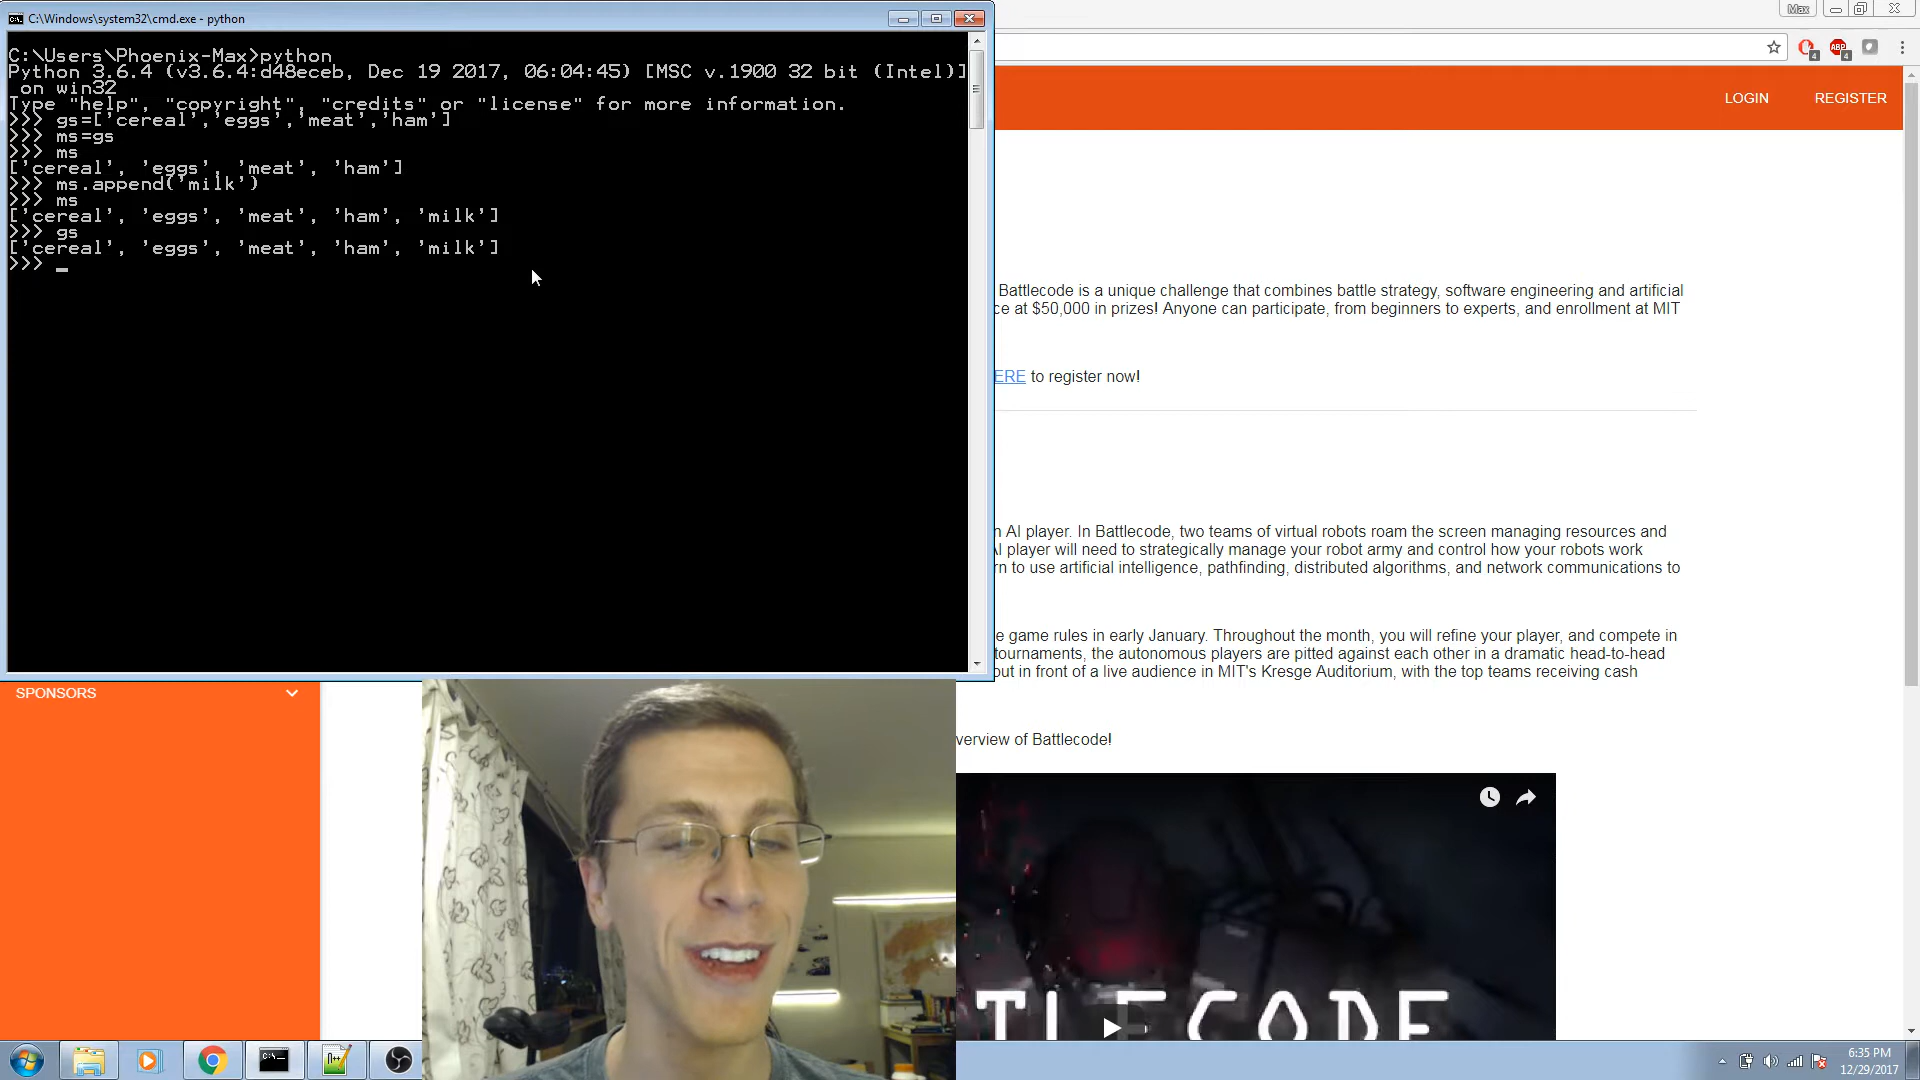 C:\Windows\system32\cmd.exe - python
C:\Users\Phoenix-Max>python
Python 3.6.4 (v3.6.4:d48eceb, Dec 19 2017, 06:04:45) [MSC v.1900 32 bit (Intel)]
on win32
Type "help", "copyright", "credits" or "license" for more information.
>>> gs=['cereal','eggs','meat','ham']
>>> ms=gs
>>> ms
['cereal', 'eggs', 'meat', 'ham']
>>> ms.append('milk')
>>> ms
['cereal', 'eggs', 'meat', 'ham', 'milk']
>>> gs
['cereal', 'eggs', 'meat', 'ham', 'milk']
>>> _
Max
4
ABP
4
LOGIN
REGISTER
Battlecode is a unique challenge that combines battle strategy, software engineering and artificial
ce at $50,000 in prizes! Anyone can participate, from beginners to experts, and enrollment at MIT
ERE to register now!
n AI player. In Battlecode, two teams of virtual robots roam the screen managing resources and
AI player will need to strategically manage your robot army and control how your robots work
rn to use artificial intelligence, pathfinding, distributed algorithms, and network communications to
e game rules in early January. Throughout the month, you will refine your player, and compete in
tournaments, the autonomous players are pitted against each other in a dramatic head-to-head
out in front of a live audience in MIT's Kresge Auditorium, with the top teams receiving cash
SPONSORS
verview of Battlecode!
TLECODE
6:35 PM
12/29/2017